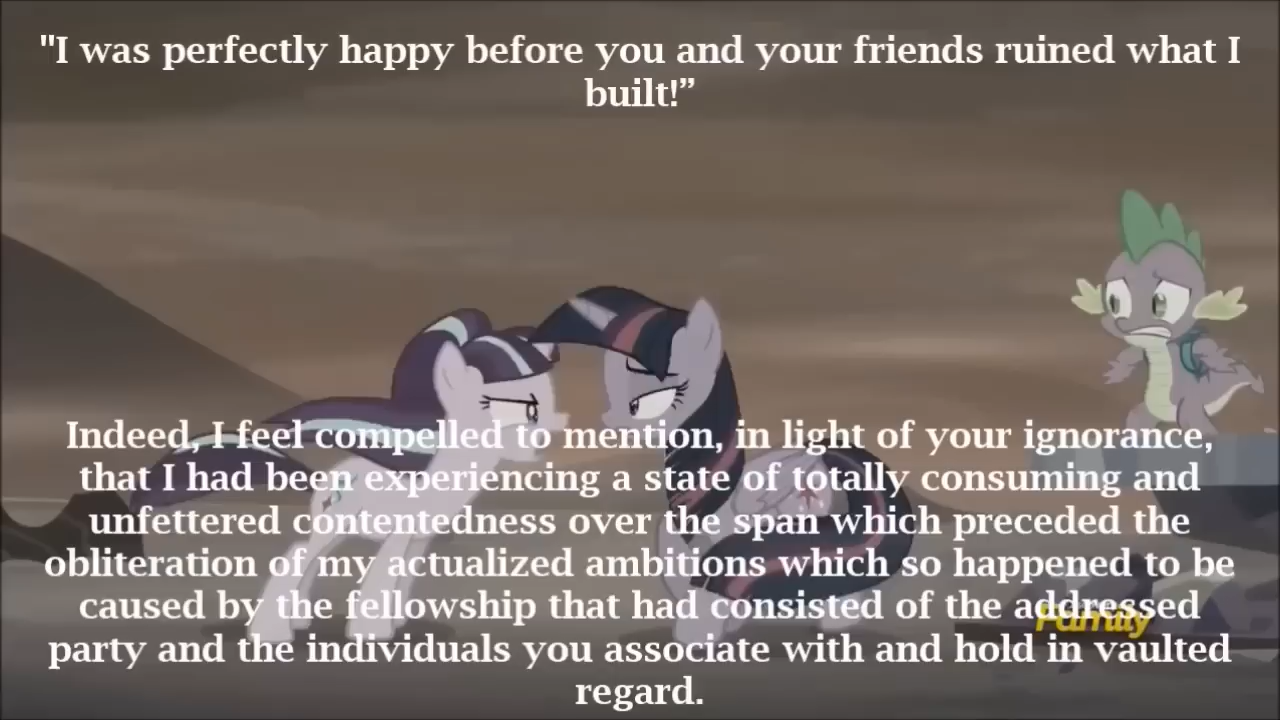 "I was perfectly happy before you and your friends ruined what I
built!”
Indeed, I feel compelled to mention, in light of your ignorance,
that I had been experiencing a state of totally consuming and
unfettered contentedness over the span which preceded the
obliteration of my actualized ambitions which so happened to be
caused by the fellowship that had consisted of the addressed
Family
party and the individuals you associate with and hold in vaulted
regard.